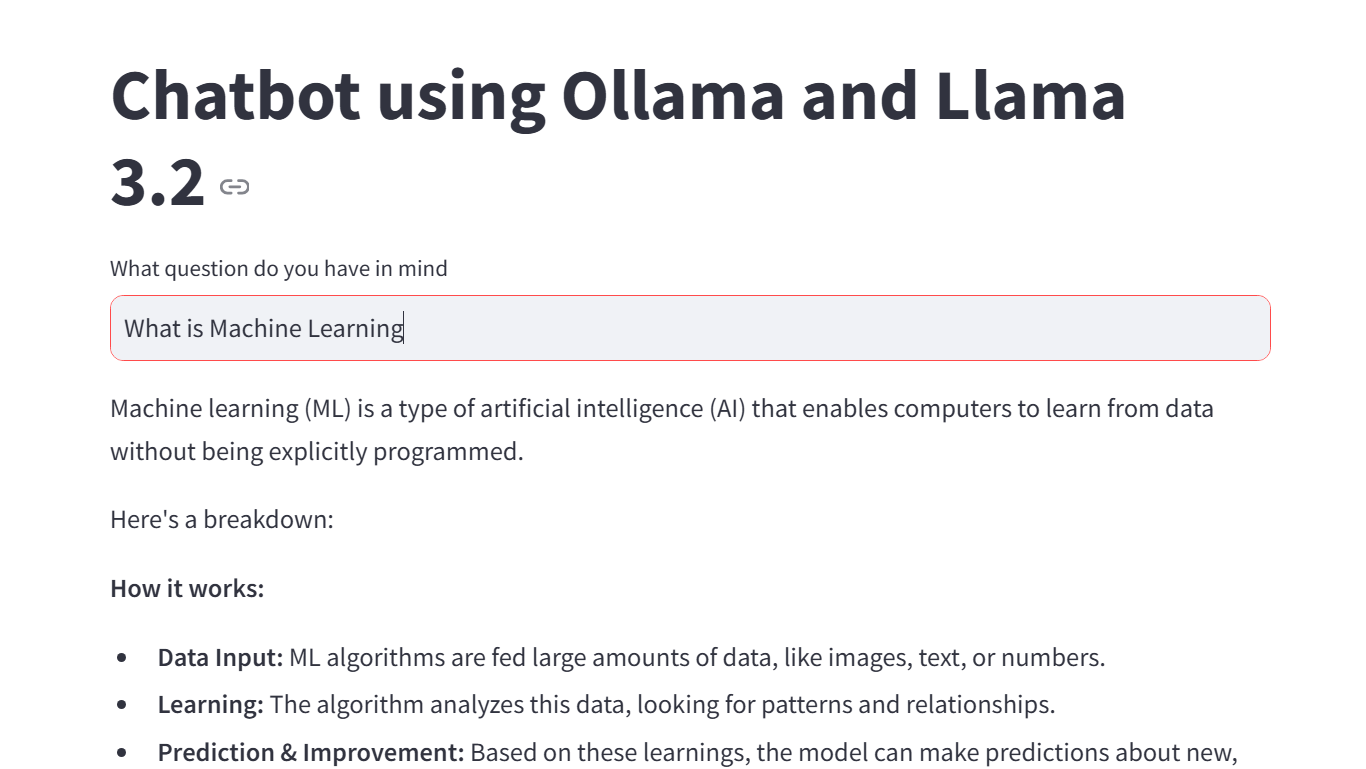 Chatbot using Ollama and Llama
3.2
What question do you have in mind
What is Machine Learning
Machine learning (ML) is a type of artificial intelligence (AI) that enables computers to learn from data
without being explicitly programmed.
Here's a breakdown:
How it works:
• Data Input: ML algorithms are fed large amounts of data, like images, text, or numbers.
• Learning: The algorithm analyzes this data, looking for patterns and relationships.
• Prediction & Improvement: Based on these learnings, the model can make predictions about new,